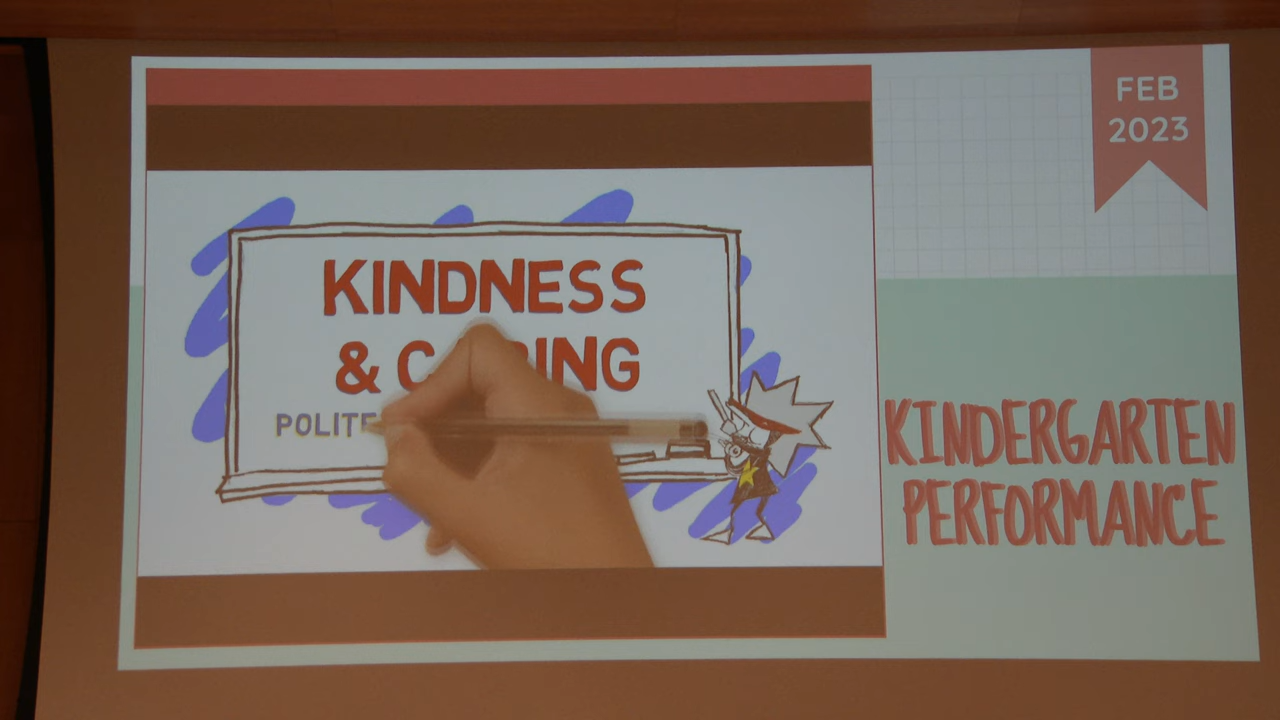 FEB
2023
KINDNESS
& C ING
POLITE
KINDERGARTEN
PERFORMANCE